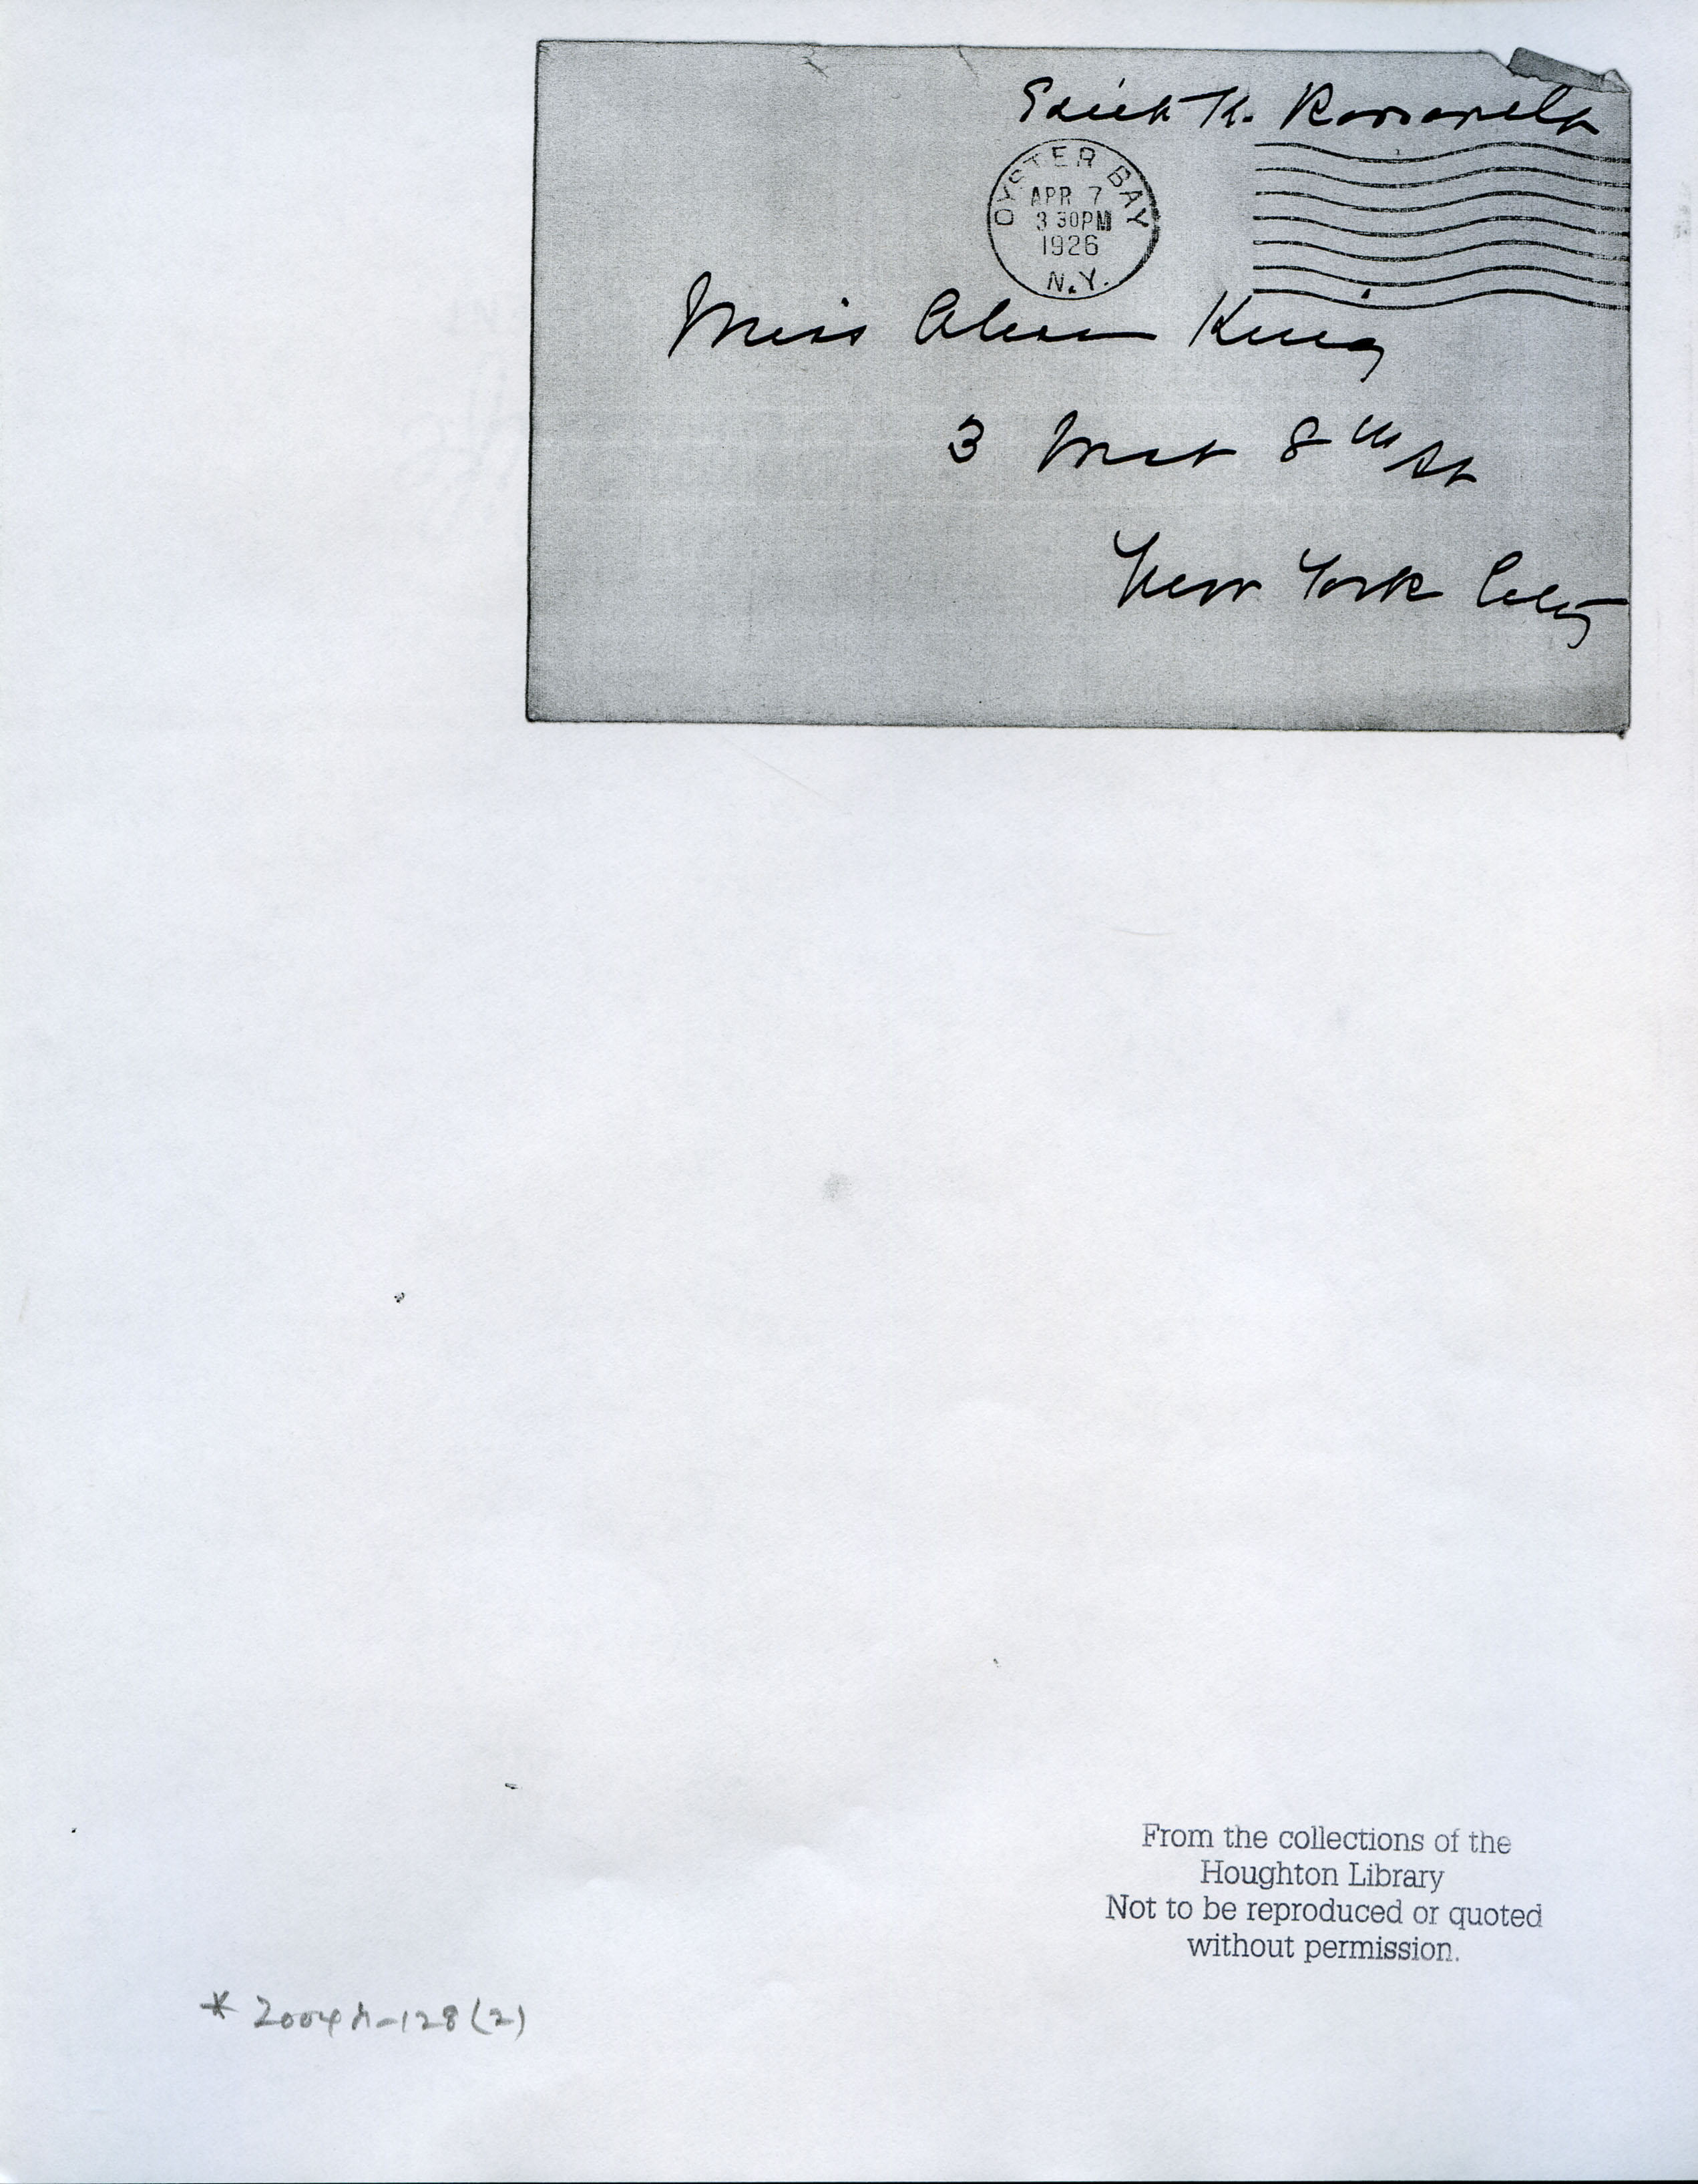 Edith K. Roosevelt
OYSTER BAY
APR 7
3 30PM
1926
N.Y.
Miss King
3 West 8th St
New York City
From the collections of the
Houghton Library
Not to be reproduced or quoted
without permission.
* 2004M-128(2)